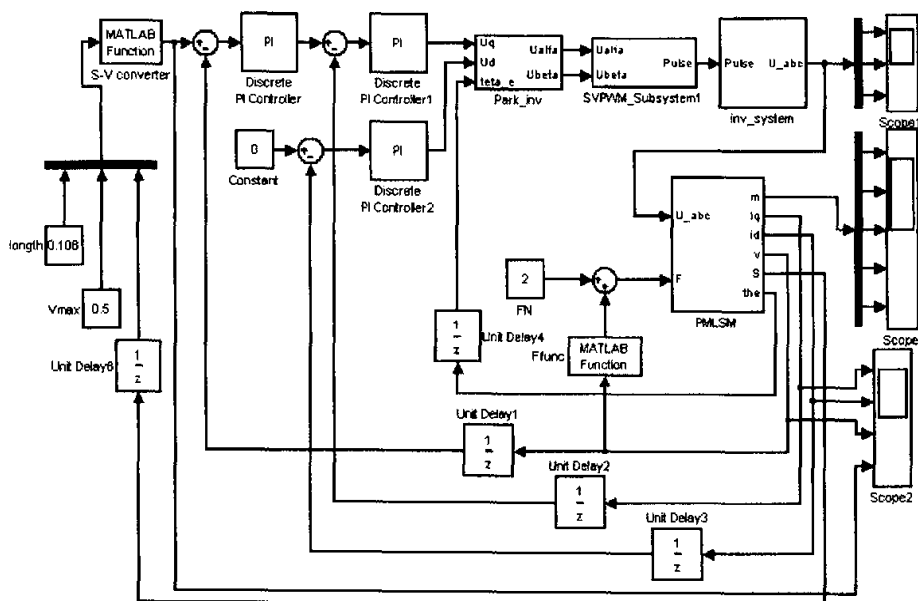 MATLAB
Function
S-V converter
PI
Discrete
PI Controller
PI
Discrete
PI Controller1
Uq
Ud
teta_e
Ualfa
Ubeta
Park_inv
Ualfa
Ubeta
Pulse
SVPWM_Subsystem1
Pulse
U_abc
inv_system
Scope1
0
Constant
PI
Discrete
PI Controller2
length
0.106
Vmax
0.5
Unit Delay6
1
z
2
FN
U_abc
F
m
iq
id
v
S
the
PMLSM
Scope
1
z
Unit Delay4
Ffunc
MATLAB
Function
Unit Delay1
1
z
Unit Delay2
1
z
Unit Delay3
1
z
Scope2